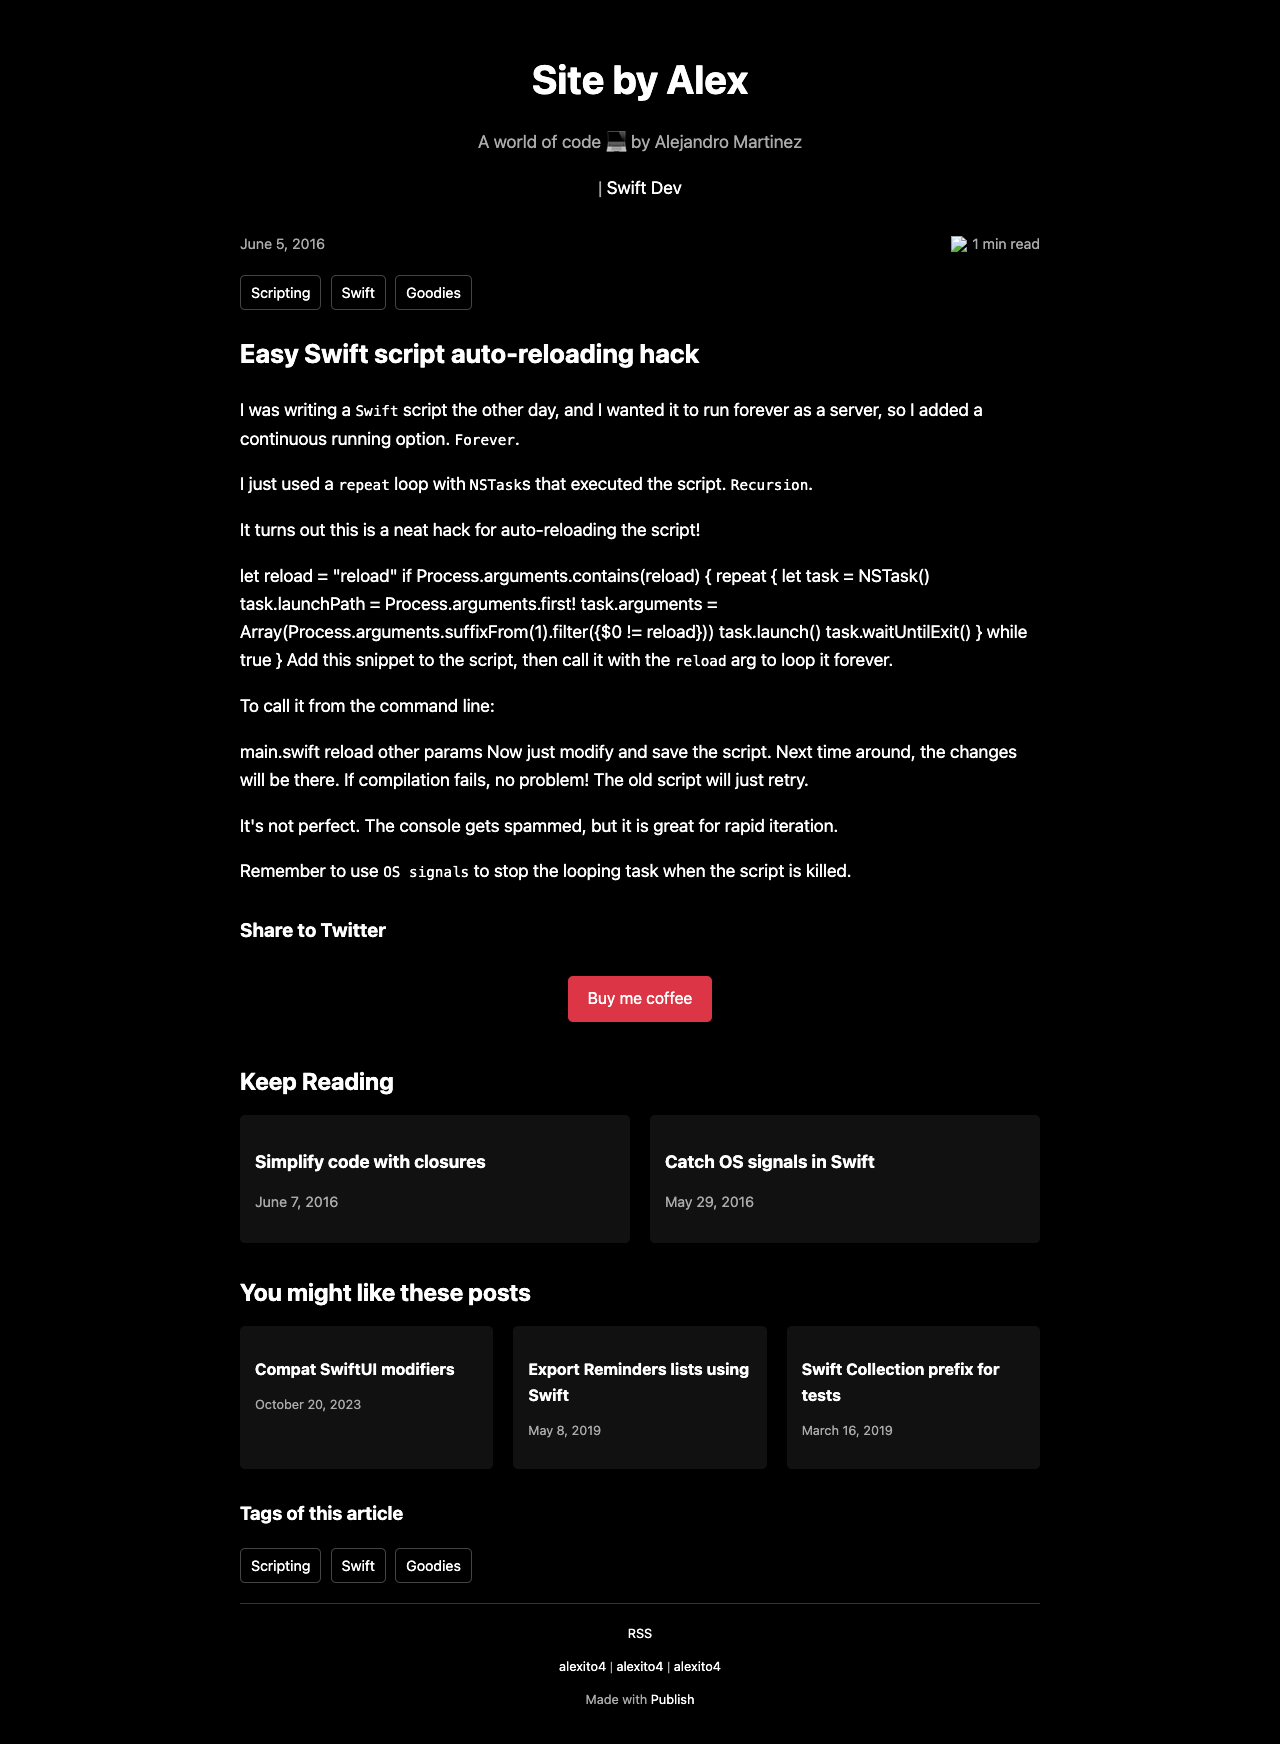 Site by Alex
A world of code 💻 by Alejandro Martinez
| Swift Dev
June 5, 2016
1 min read
Scripting Swift Goodies
Easy Swift script auto-reloading hack
I was writing a Swift script the other day, and I wanted it to run forever as a server, so I added a
continuous running option. Forever.
I just used a repeat loop with NSTasks that executed the script. Recursion.
It turns out this is a neat hack for auto-reloading the script!
let reload = "reload" if Process.arguments.contains(reload) { repeat { let task = NSTask()
task.launchPath = Process.arguments.first! task.arguments =
Array(Process.arguments.suffixFrom(1).filter({$0 != reload})) task.launch() task.waitUntilExit() } while
true } Add this snippet to the script, then call it with the reload arg to loop it forever.
To call it from the command line:
main.swift reload other params Now just modify and save the script. Next time around, the changes
will be there. If compilation fails, no problem! The old script will just retry.
It's not perfect. The console gets spammed, but it is great for rapid iteration.
Remember to use OS signals to stop the looping task when the script is killed.
Share to Twitter
Buy me coffee
Keep Reading
Simplify code with closures
June 7, 2016
Catch OS signals in Swift
May 29, 2016
You might like these posts
Compat SwiftUI modifiers
October 20, 2023
Export Reminders lists using
Swift
May 8, 2019
Swift Collection prefix for
tests
March 16, 2019
Tags of this article
Scripting Swift Goodies
RSS
alexito4 | alexito4 | alexito4
Made with Publish